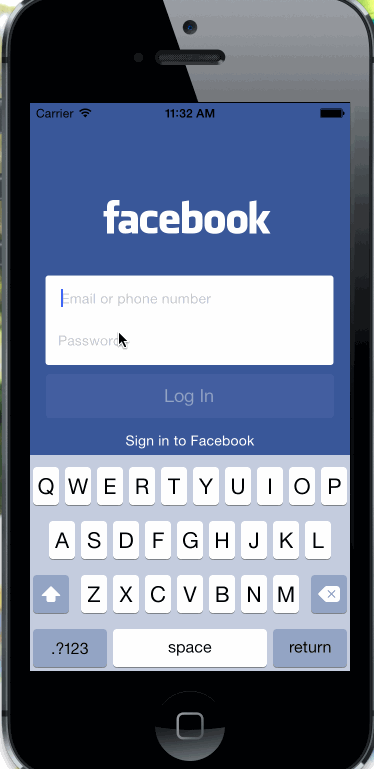 Carrier 11:32 AM
facebook
Email or phone number
Password
Log In
Sign in to Facebook
Q W E R T Y U I O P
A S D F G H J K L
Z X C V B N M
.?123 space return